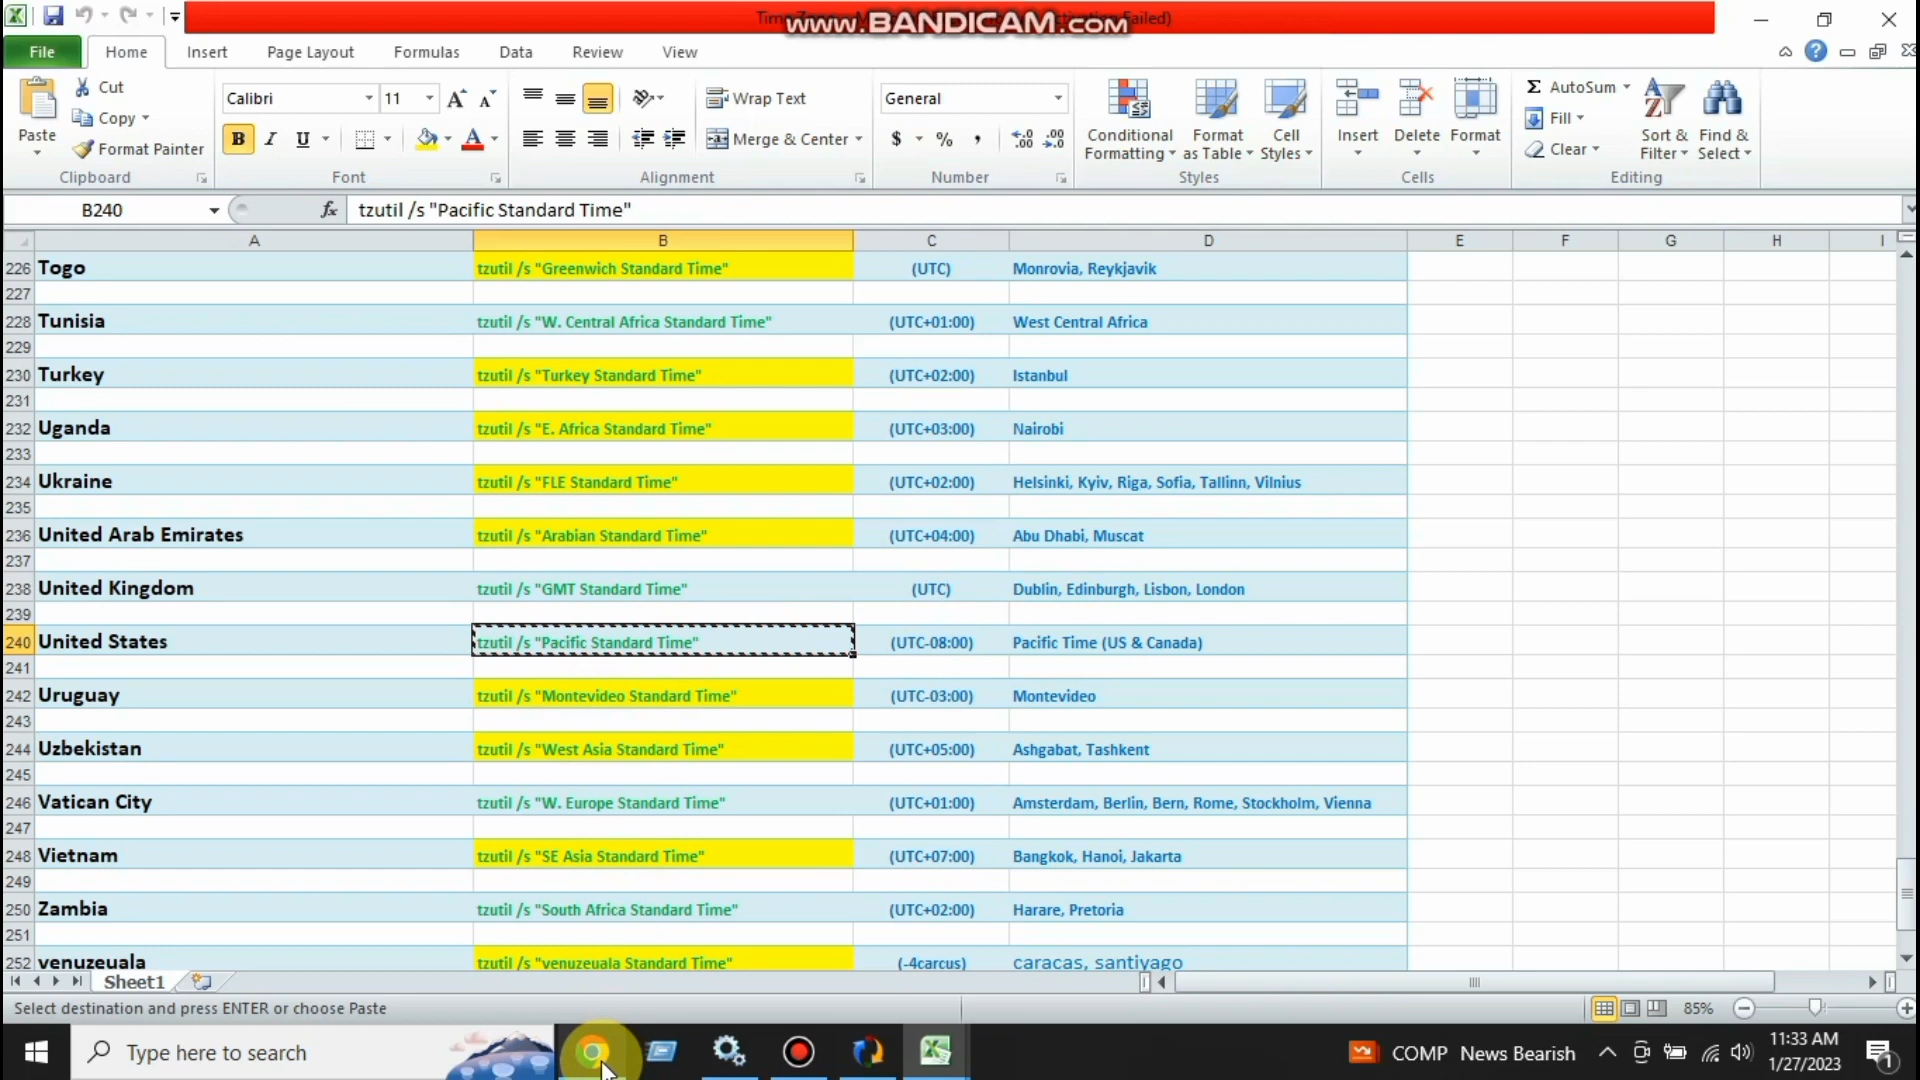 www.BANDICAM.com
File Home Insert Page Layout Formulas Data Review View
Cut
Copy
Format Painter
Paste
Clipboard
Calibri 11
B I U
Font
Wrap Text
Merge & Center
Alignment
General
$ % ,
Number
Conditional Formatting
Format as Table
Cell Styles
Styles
Insert Delete Format
Cells
AutoSum
Fill
Clear
Sort & Filter
Find & Select
Editing
B240 fx tzutil /s "Pacific Standard Time"
A B C D E F G H I
226 Togo tzutil /s "Greenwich Standard Time" (UTC) Monrovia, Reykjavik
227
228 Tunisia tzutil /s "W. Central Africa Standard Time" (UTC+01:00) West Central Africa
229
230 Turkey tzutil /s "Turkey Standard Time" (UTC+02:00) Istanbul
231
232 Uganda tzutil /s "E. Africa Standard Time" (UTC+03:00) Nairobi
233
234 Ukraine tzutil /s "FLE Standard Time" (UTC+02:00) Helsinki, Kyiv, Riga, Sofia, Tallinn, Vilnius
235
236 United Arab Emirates tzutil /s "Arabian Standard Time" (UTC+04:00) Abu Dhabi, Muscat
237
238 United Kingdom tzutil /s "GMT Standard Time" (UTC) Dublin, Edinburgh, Lisbon, London
239
240 United States tzutil /s "Pacific Standard Time" (UTC-08:00) Pacific Time (US & Canada)
241
242 Uruguay tzutil /s "Montevideo Standard Time" (UTC-03:00) Montevideo
243
244 Uzbekistan tzutil /s "West Asia Standard Time" (UTC+05:00) Ashgabat, Tashkent
245
246 Vatican City tzutil /s "W. Europe Standard Time" (UTC+01:00) Amsterdam, Berlin, Bern, Rome, Stockholm, Vienna
247
248 Vietnam tzutil /s "SE Asia Standard Time" (UTC+07:00) Bangkok, Hanoi, Jakarta
249
250 Zambia tzutil /s "South Africa Standard Time" (UTC+02:00) Harare, Pretoria
251
252 venuzeuala tzutil /s "venuzeuala Standard Time" (-4carcus) caracas, santiyago
Sheet1
Select destination and press ENTER or choose Paste 85%
Type here to search COMP News Bearish 11:33 AM
1/27/2023
1